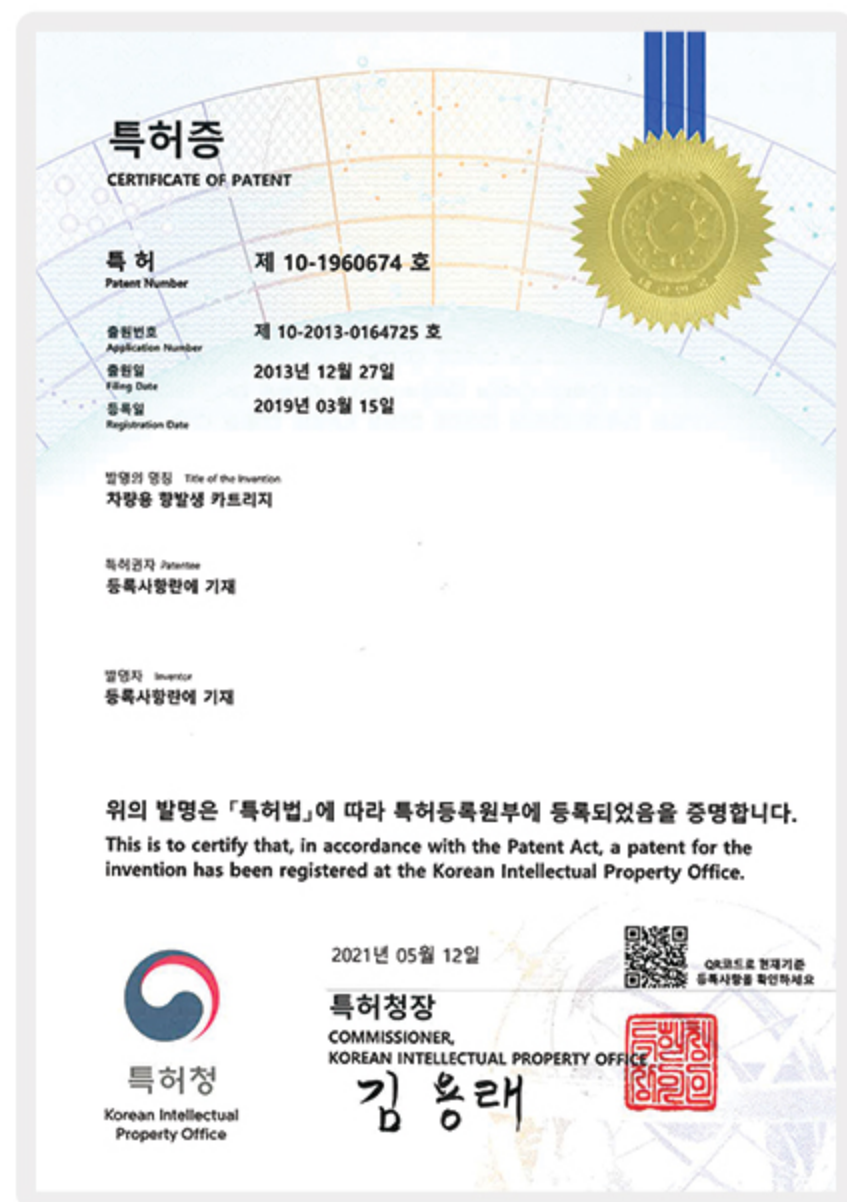 특허증
CERTIFICATE OF PATENT
특 허 제 10-1960674 호
Patent Number
출원번호 제 10-2013-0164725 호
Application Number
출원일 2013년 12월 27일
Filing Date
등록일 2019년 03월 15일
Registration Date
발명의 명칭 Title of the Invention
차량용 향발생 카트리지
특허권자 Patentee
등록사항란에 기재
발명자 Inventor
등록사항란에 기재
위의 발명은 「특허법」에 따라 특허등록원부에 등록되었음을 증명합니다.
This is to certify that, in accordance with the Patent Act, a patent for the
invention has been registered at the Korean Intellectual Property Office.
2021년 05월 12일
QR코드로 현재기준
등록사항을 확인하세요
특허청장
COMMISSIONER,
KOREAN INTELLECTUAL PROPERTY OFFICE
김용래
특허청
Korean Intellectual
Property Office